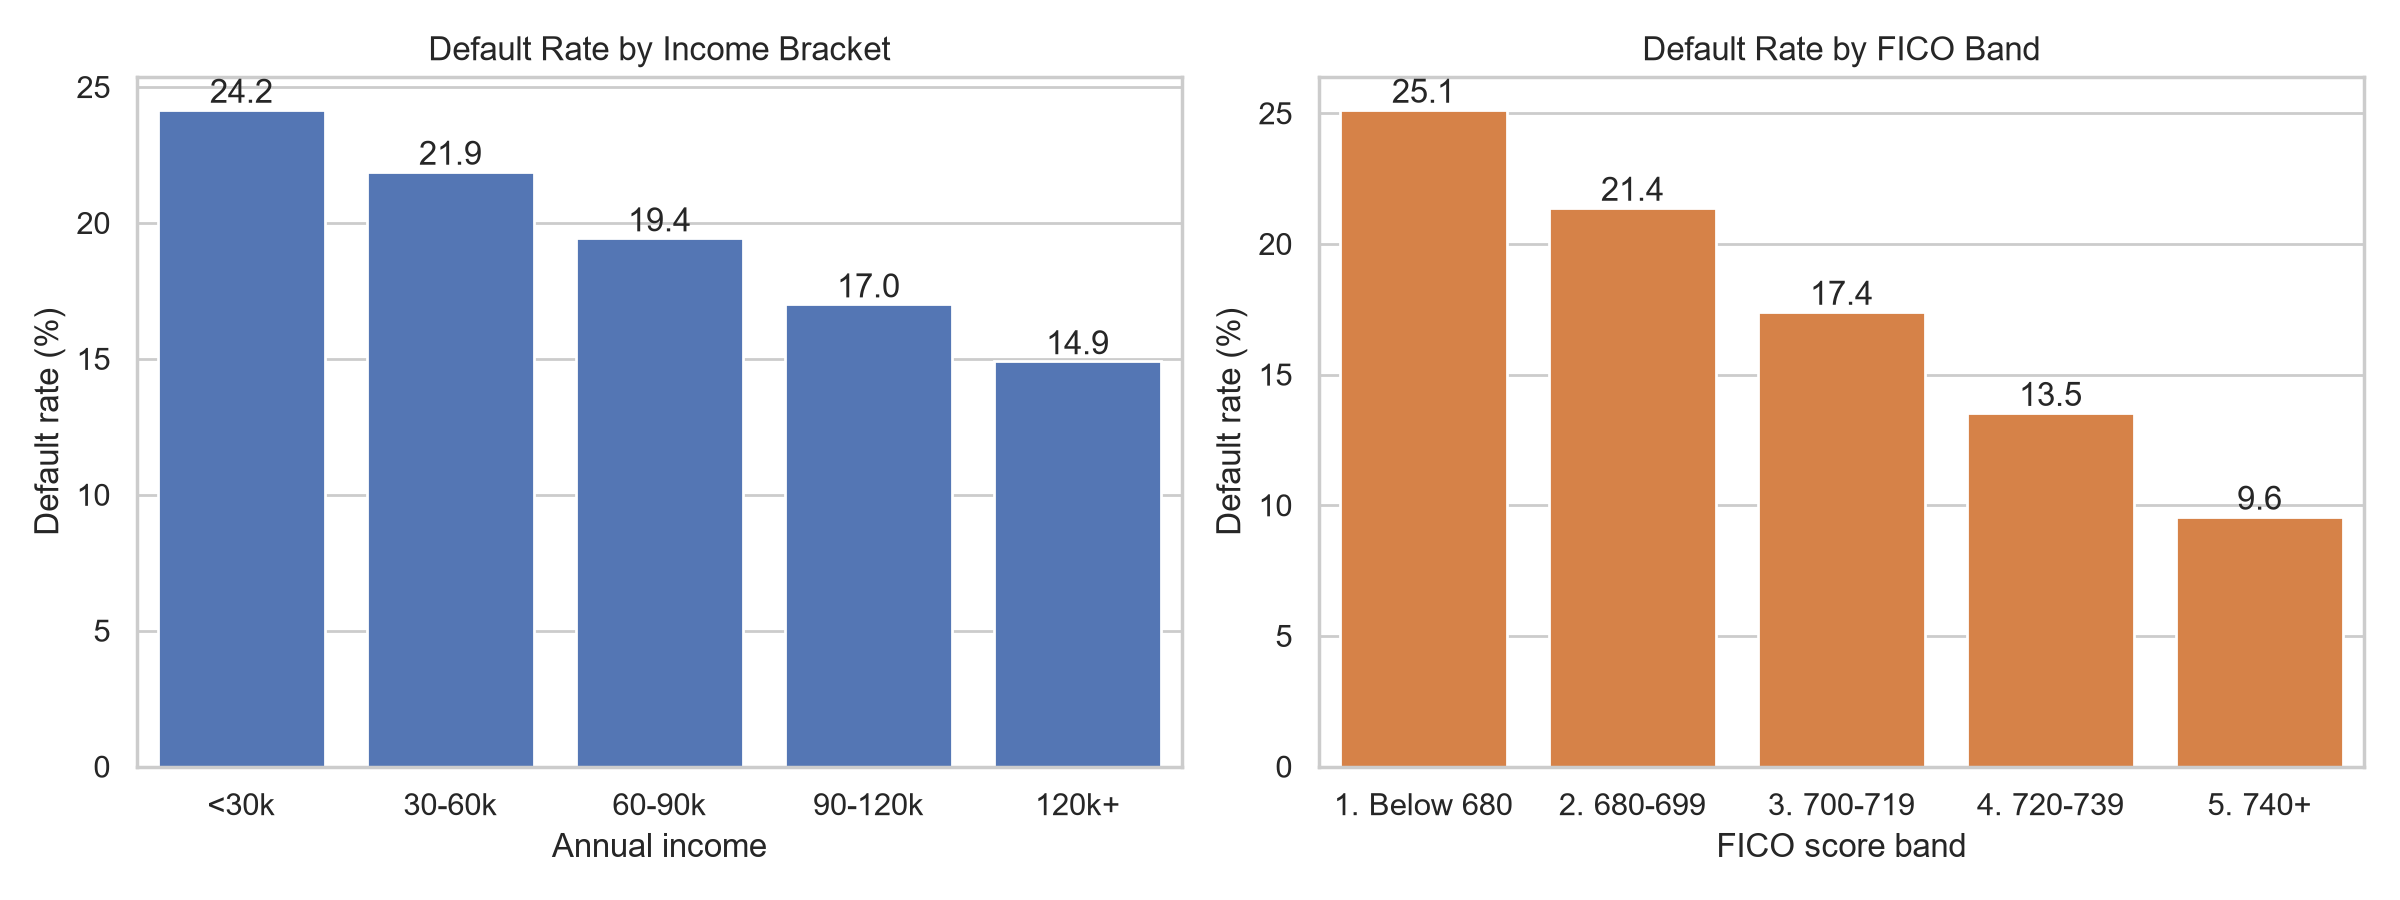 Default Rate by Income Bracket
25
20
15
10
5
0
Default rate (%)
24.2
21.9
19.4
17.0
14.9
<30k
30-60k
60-90k
90-120k
120k+
Annual income
Default Rate by FICO Band
25
20
15
10
5
0
Default rate (%)
25.1
21.4
17.4
13.5
9.6
1. Below 680
2. 680-699
3. 700-719
4. 720-739
5. 740+
FICO score band